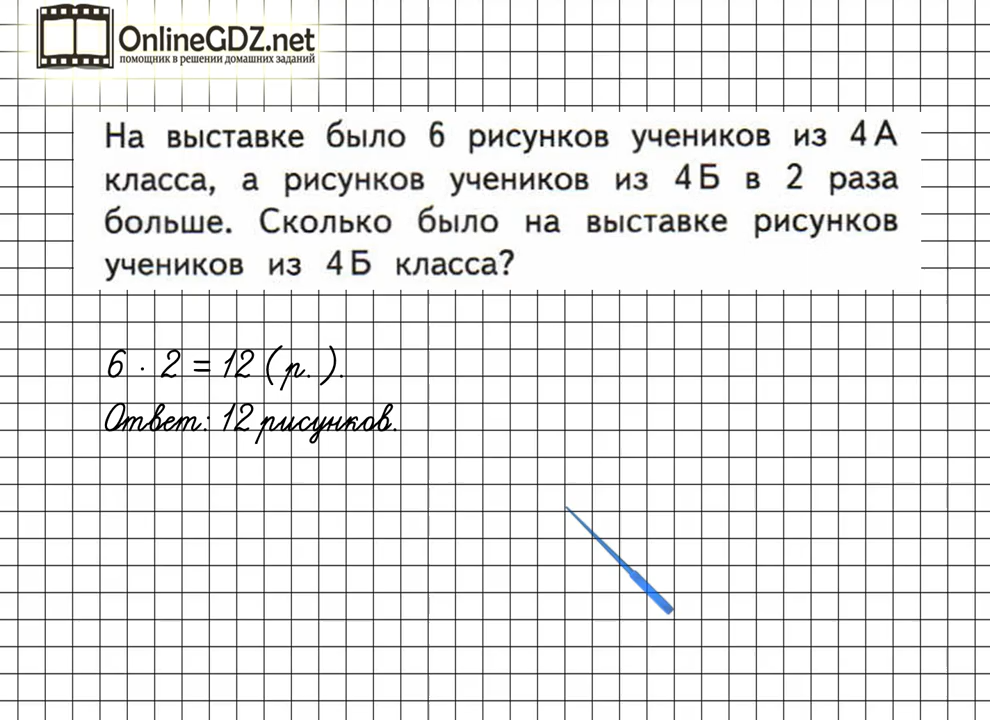 OnlineGDZ.net
помощник в решении домашних заданий
На выставке было 6 рисунков учеников из 4 А
класса, а рисунков учеников из 4 Б в 2 раза
больше. Сколько было на выставке рисунков
учеников из 4 Б класса?
6 · 2 = 12 (р. ).
Ответ: 12 рисунков.